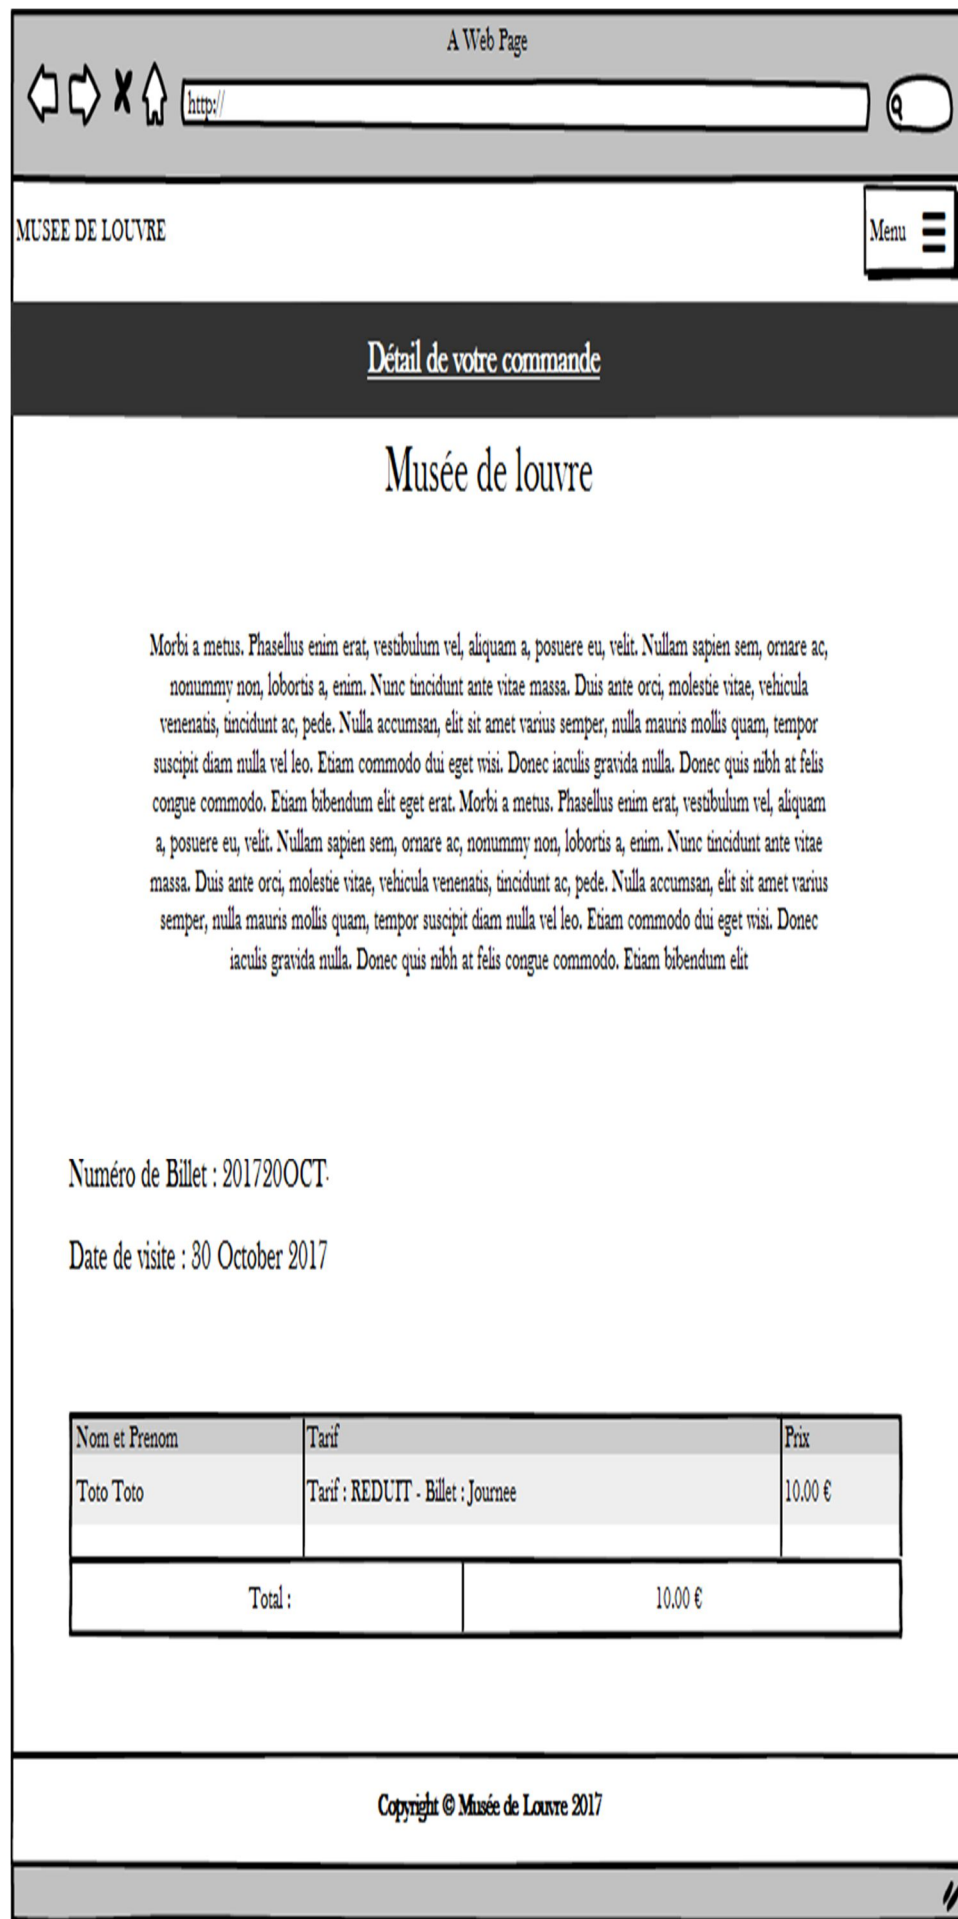 A Web Page
http://
MUSEE DE LOUVRE
Menu
Détail de votre commande
Musée de louvre
Morbi a metus. Phasellus enim erat, vestibulum vel, aliquam a, posuere eu, velit. Nullam sapien sem, ornare ac,
nonummy non, lobortis a, enim. Nunc tincidunt ante vitae massa. Duis ante orci, molestie vitae, vehicula
venenatis, tincidunt ac, pede. Nulla accumsan, elit sit amet varius semper, nulla mauris mollis quam, tempor
suscipit diam nulla vel leo. Etiam commodo dui eget wisi. Donec iaculis gravida nulla. Donec quis nibh at felis
congue commodo. Etiam bibendum elit eget erat. Morbi a metus. Phasellus enim erat, vestibulum vel, aliquam
a, posuere eu, velit. Nullam sapien sem, ornare ac, nonummy non, lobortis a, enim. Nunc tincidunt ante vitae
massa. Duis ante orci, molestie vitae, vehicula venenatis, tincidunt ac, pede. Nulla accumsan, elit sit amet varius
semper, nulla mauris mollis quam, tempor suscipit diam nulla vel leo. Etiam commodo dui eget wisi. Donec
iaculis gravida nulla. Donec quis nibh at felis congue commodo. Etiam bibendum elit
Numéro de Billet : 201720OCT-
Date de visite : 30 October 2017
Nom et Prenom Tarif Prix
Toto Toto Tarif : REDUIT - Billet : Journee 10.00 €
Total : 10.00 €
Copyright © Musée de Louvre 2017